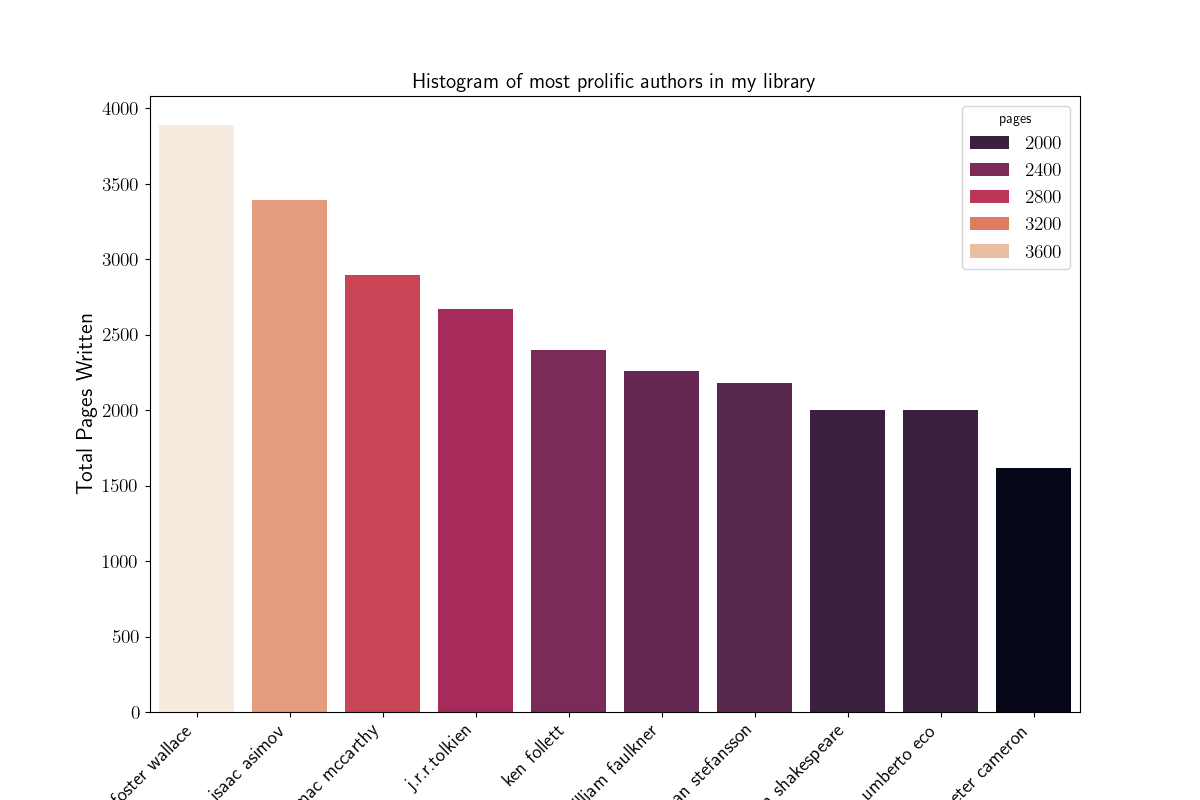 Histogram of most prolific authors in my library
pages
2000
2400
2800
3200
3600
Total Pages Written
4000
3500
3000
2500
2000
1500
1000
500
0
foster wallace
isaac asimov
mac mccarthy
j.r.r.tolkien
ken follett
lliam faulkner
an stefansson
shakespeare
umberto eco
eter cameron